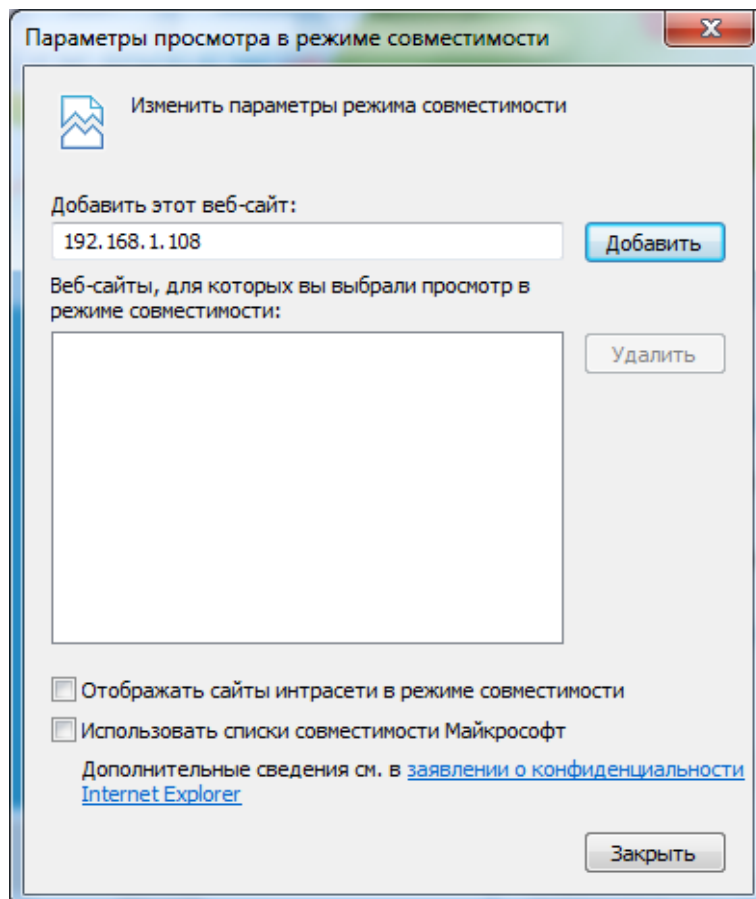 Параметры просмотра в режиме совместимости
Изменить параметры режима совместимости
Добавить этот веб-сайт:
192.168.1.108
Добавить
Веб-сайты, для которых вы выбрали просмотр в
режиме совместимости:
Удалить
Отображать сайты интрасети в режиме совместимости
Использовать списки совместимости Майкрософт
Дополнительные сведения см. в заявлении о конфиденциальности
Internet Explorer
Закрыть